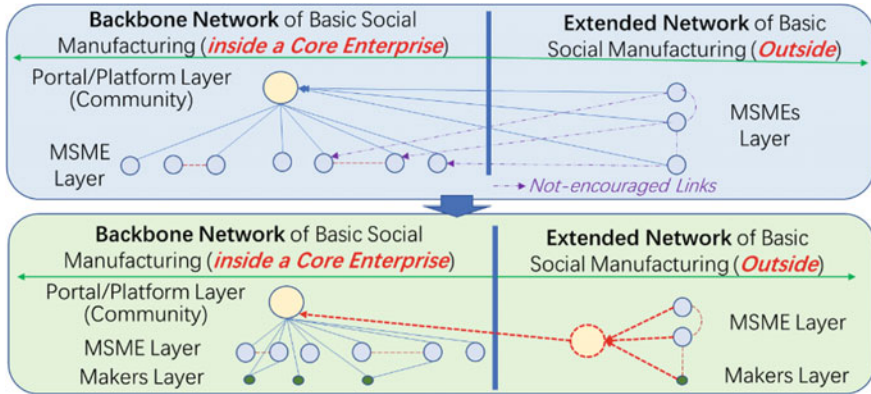 Backbone Network of Basic Social
Manufacturing (inside a Core Enterprise)
Extended Network of Basic
Social Manufacturing (Outside)
Portal/Platform Layer
(Community)
MSMEs
Layer
MSME
Layer
Not-encouraged Links
Backbone Network of Basic Social
Manufacturing (inside a Core Enterprise)
Extended Network of Basic
Social Manufacturing (Outside)
Portal/Platform Layer
(Community)
MSME Layer
MSME Layer
Makers Layer
Makers Layer